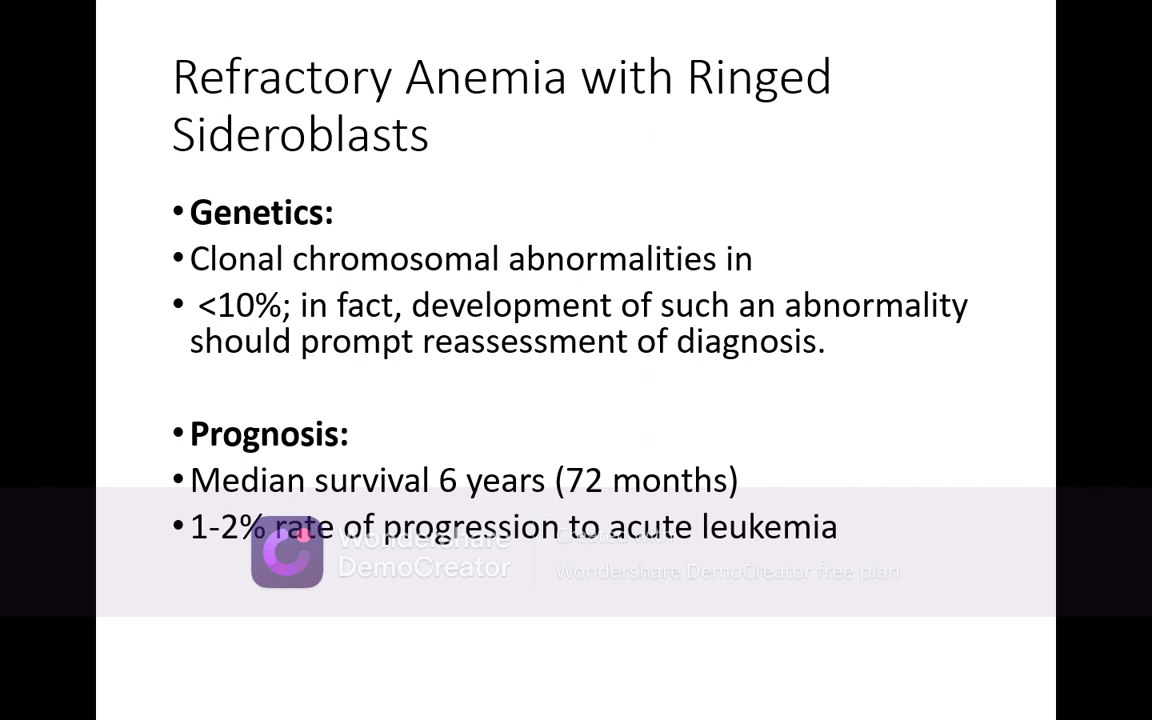 Refractory Anemia with Ringed
Sideroblasts
• Genetics:
• Clonal chromosomal abnormalities in
• <10%; in fact, development of such an abnormality
should prompt reassessment of diagnosis.
• Prognosis:
• Median survival 6 years (72 months)
• 1-2% rate of progression to acute leukemia
Wondershare
DemoCreator
Created with
Wondershare DemoCreator free plan